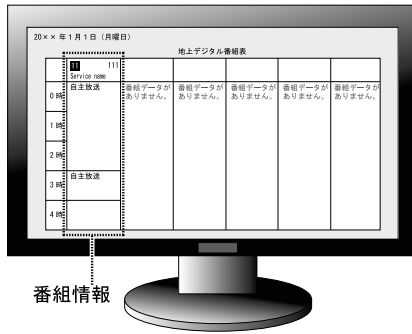 20×× 年1月1日（月曜日）
地上デジタル番組表
11 111
Service name
自主放送
番組データが
ありません。
番組データが
ありません。
番組データが
ありません。
番組データが
ありません。
番組データが
ありません。
0 時
1 時
2 時
自主放送
3 時
4 時
番組情報